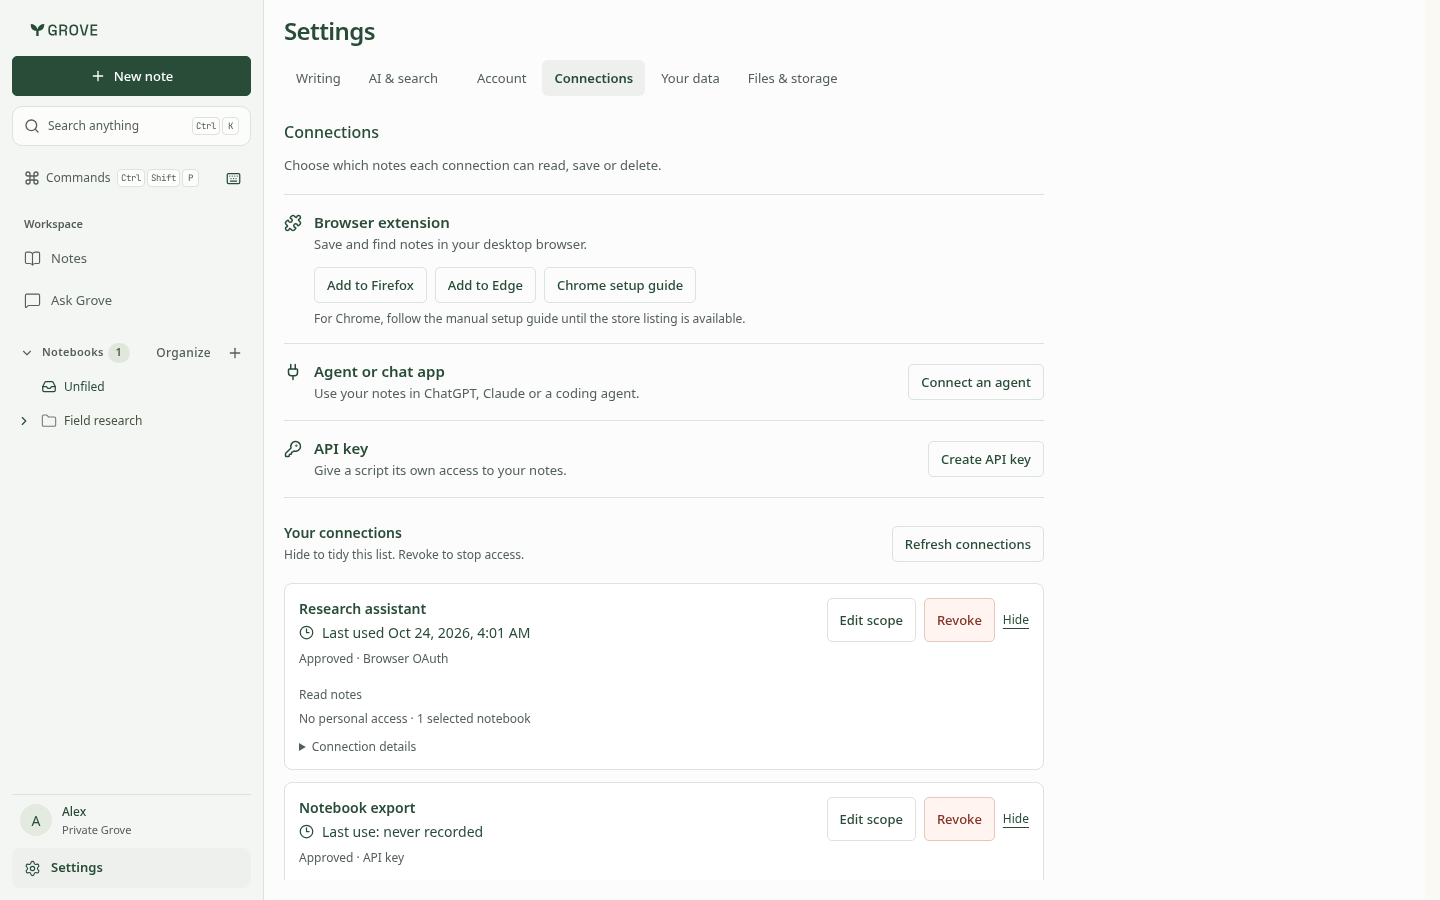 GROVE
New note
Search anything Ctrl K
Commands Ctrl Shift P
Workspace
Notes
Ask Grove
Notebooks 1 Organize
Unfiled
Field research
A
Alex
Private Grove
Settings
Settings
Writing AI & search Account Connections Your data Files & storage
Connections
Choose which notes each connection can read, save or delete.
Browser extension
Save and find notes in your desktop browser.
Add to Firefox Add to Edge Chrome setup guide
For Chrome, follow the manual setup guide until the store listing is available.
Agent or chat app
Use your notes in ChatGPT, Claude or a coding agent.
Connect an agent
API key
Give a script its own access to your notes.
Create API key
Your connections
Hide to tidy this list. Revoke to stop access.
Refresh connections
Research assistant
Last used Oct 24, 2026, 4:01 AM
Approved · Browser OAuth
Edit scope Revoke Hide
Read notes
No personal access · 1 selected notebook
Connection details
Notebook export
Last use: never recorded
Approved · API key
Edit scope Revoke Hide